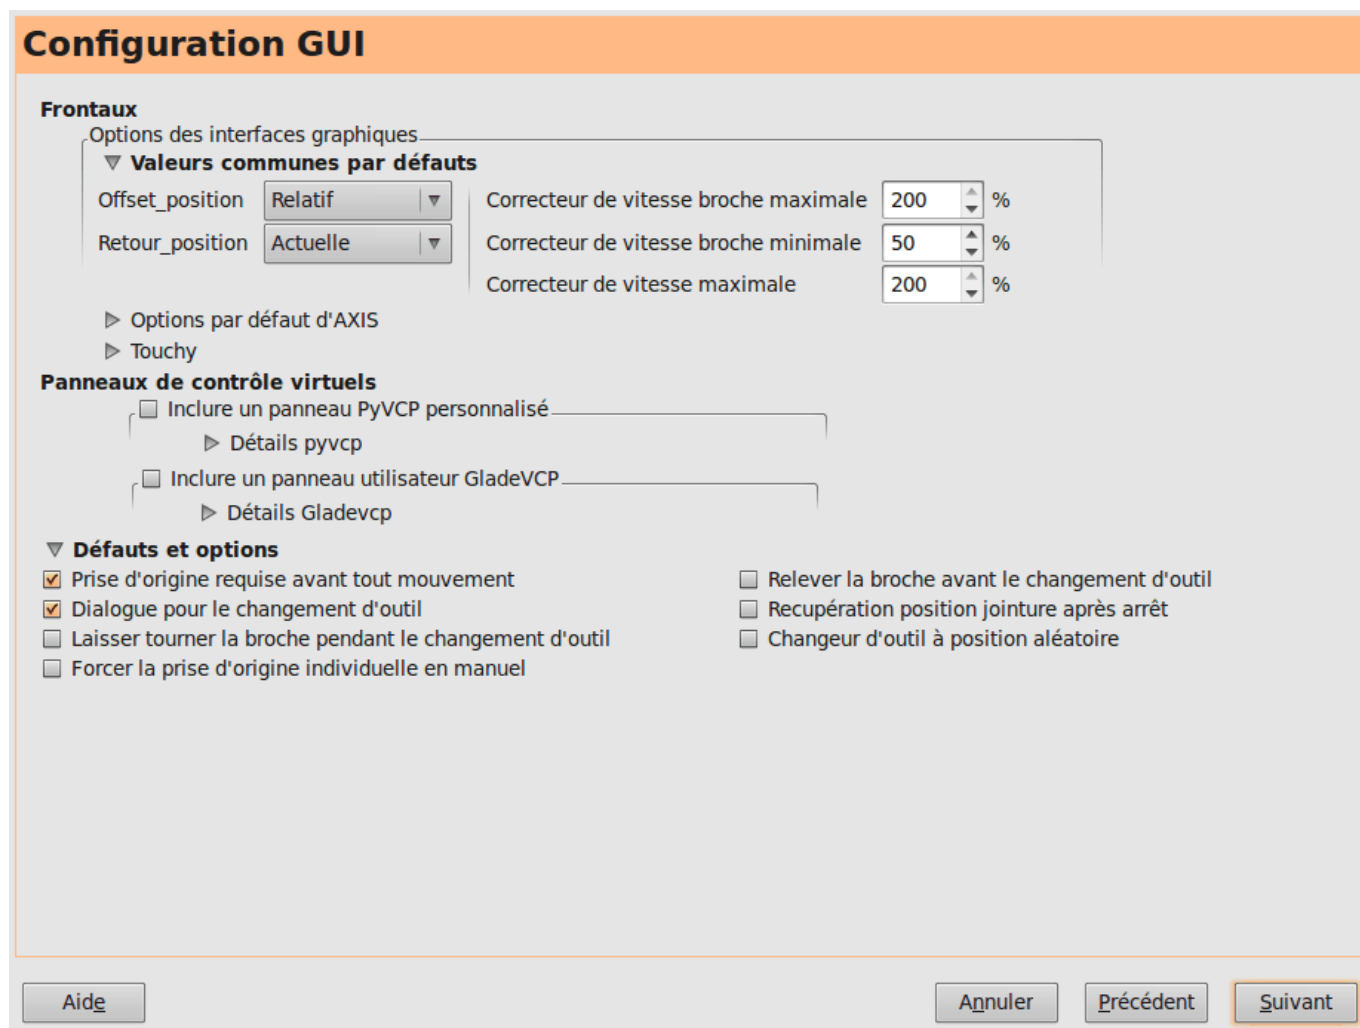 Configuration GUI
Frontaux
Options des interfaces graphiques
Valeurs communes par défauts
Offset_position Relatif Correcteur de vitesse broche maximale 200 %
Retour_position Actuelle Correcteur de vitesse broche minimale 50 %
Correcteur de vitesse maximale 200 %
Options par défaut d'AXIS
Touchy
Panneaux de contrôle virtuels
Inclure un panneau PyVCP personnalisé
Détails pyvcp
Inclure un panneau utilisateur GladeVCP
Détails Gladevcp
Défauts et options
Prise d'origine requise avant tout mouvement Relever la broche avant le changement d'outil
Dialogue pour le changement d'outil Recupération position jointure après arrêt
Laisser tourner la broche pendant le changement d'outil Changeur d'outil à position aléatoire
Forcer la prise d'origine individuelle en manuel
Aide Annuler Précédent Suivant